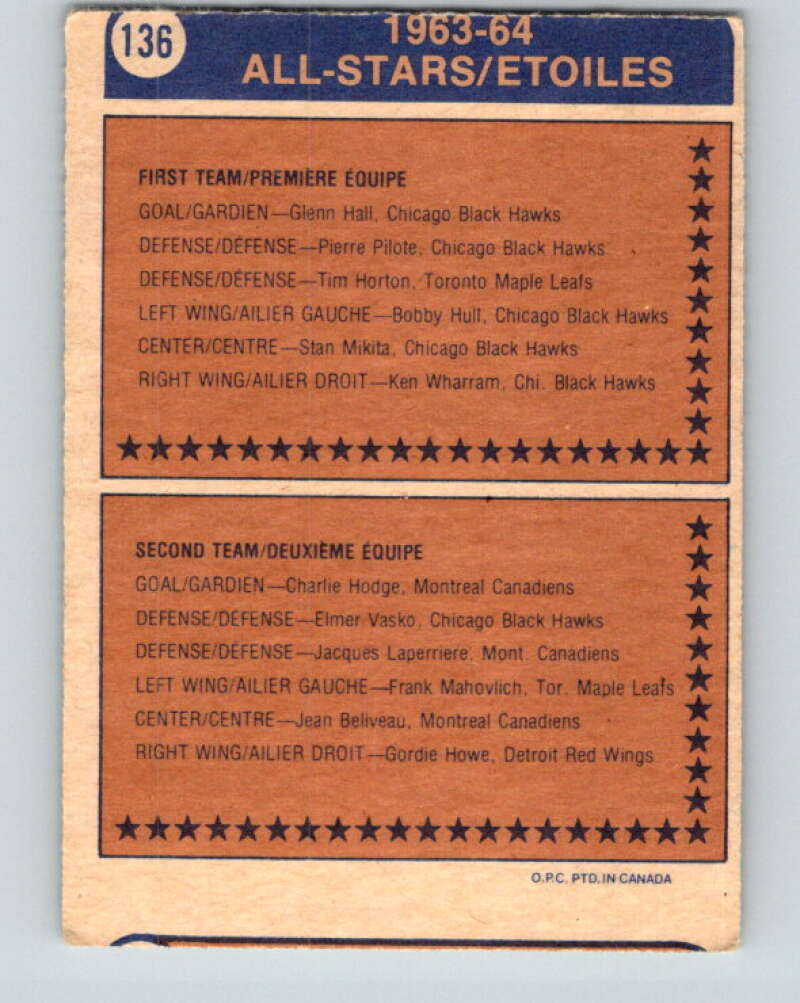 136
1963-64
ALL-STARS/ETOILES
FIRST TEAM/PREMIÈRE ÉQUIPE
GOAL/GARDIEN—Glenn Hall, Chicago Black Hawks
DEFENSE/DÉFENSE—Pierre Pilote, Chicago Black Hawks
DEFENSE/DÉFENSE—Tim Horton, Toronto Maple Leafs
LEFT WING/AILIER GAUCHE—Bobby Hull, Chicago Black Hawks
CENTER/CENTRE—Stan Mikita, Chicago Black Hawks
RIGHT WING/AILIER DROIT—Ken Wharram, Chi. Black Hawks
SECOND TEAM/DEUXIÈME ÉQUIPE
GOAL/GARDIEN—Charlie Hodge, Montreal Canadiens
DEFENSE/DÉFENSE—Elmer Vasko, Chicago Black Hawks
DEFENSE/DÉFENSE—Jacques Laperriere, Mont. Canadiens
LEFT WING/AILIER GAUCHE—Frank Mahovlich, Tor. Maple Leafs
CENTER/CENTRE—Jean Beliveau, Montreal Canadiens
RIGHT WING/AILIER DROIT—Gordie Howe, Detroit Red Wings
O.P.C. PTD. IN CANADA